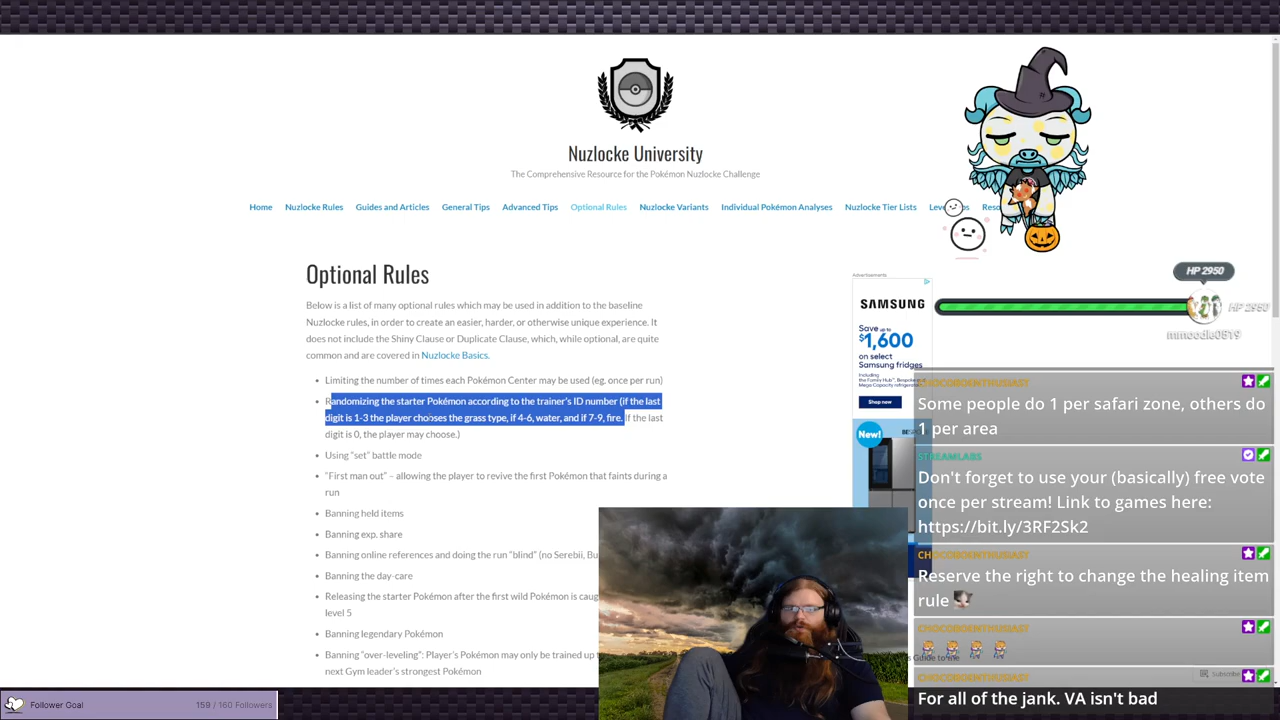 Nuzlocke University
The Comprehensive Resource for the Pokémon Nuzlocke Challenge
Home Nuzlocke Rules Guides and Articles General Tips Advanced Tips Optional Rules Nuzlocke Variants Individual Pokémon Analyses Nuzlocke Tier Lists
Optional Rules
Below is a list of many optional rules which may be used in addition to the baseline
Nuzlocke rules, in order to create an easier, harder, or otherwise unique experience. It
does not include the Shiny Clause or Duplicate Clause, which, while optional, are quite
common and are covered in Nuzlocke Basics.
Limiting the number of times each Pokémon Center may be used (eg. once per run)
Randomizing the starter Pokémon according to the trainer's ID number (if the last
digit is 1-3 the player chooses the grass type, if 4-6, water, and if 7-9, fire. If the last
digit is 0, the player may choose.)
Using "set" battle mode
"First man out" – allowing the player to revive the first Pokémon that faints during a
run
Banning held items
Banning exp. share
Banning online references and doing the run "blind" (no Serebii, Bu
Banning the day-care
Releasing the starter Pokémon after the first wild Pokémon is caug
level 5
Banning legendary Pokémon
Banning "over-leveling": Player's Pokémon may only be trained up t
next Gym leader's strongest Pokémon
Advertisements
SAMSUNG
Save up to
$1,600
on select
Samsung fridges
Shop now
New!
HP 2950
HP 2950
mmoodle0519
CHOCOBOENTHUSIAST
Some people do 1 per safari zone, others do
1 per area
STREAMLABS
Don't forget to use your (basically) free vote
once per stream! Link to games here:
https://bit.ly/3RF2Sk2
CHOCOBOENTHUSIAST
Reserve the right to change the healing item
rule
CHOCOBOENTHUSIAST
Guide to me
Subscribe
CHOCOBOENTHUSIAST
For all of the jank. VA isn't bad
Follower Goal 159 / 160 Followers